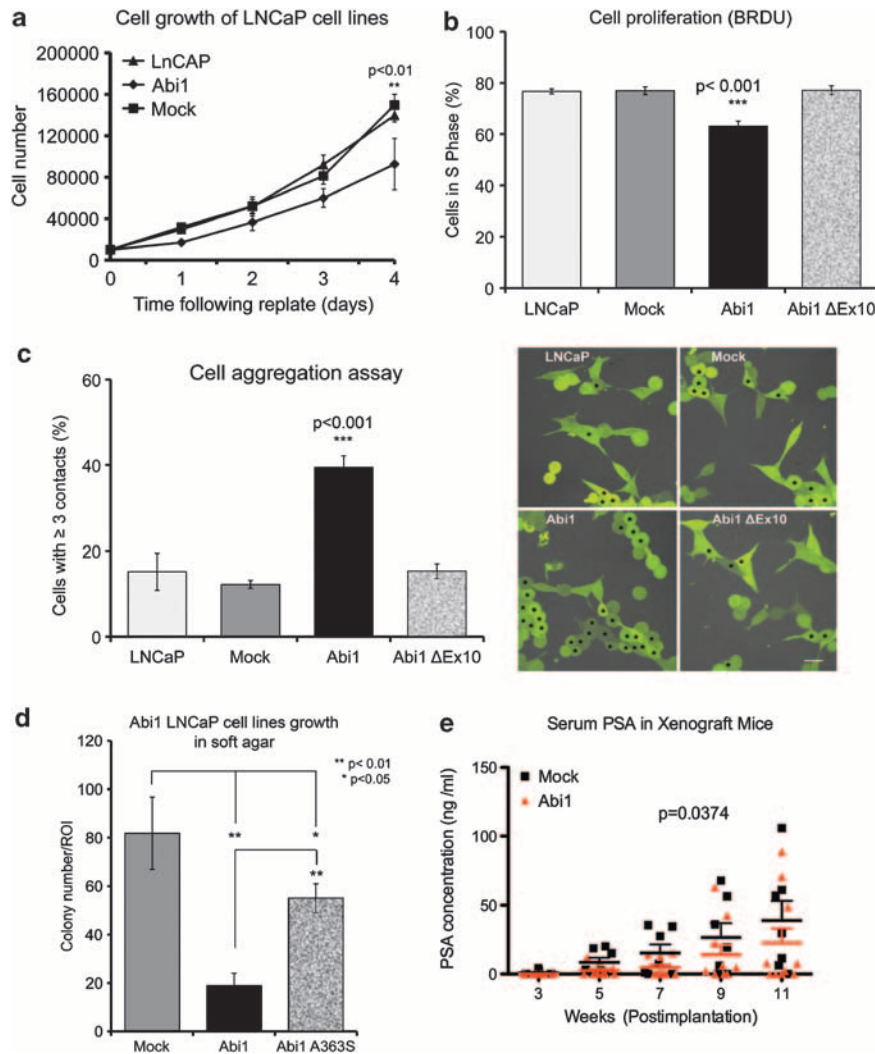 a
Cell growth of LNCaP cell lines
LnCAP
Abi1
Mock
p<0.01
**
200000
160000
120000
80000
40000
0
Cell number
0 1 2 3 4
Time following replate (days)
b
Cell proliferation (BRDU)
p< 0.001
***
100
80
60
40
20
0
Cells in S Phase (%)
LNCaP Mock Abi1 Abi1 ΔEx10
c
Cell aggregation assay
p<0.001
***
60
40
20
0
Cells with ≥ 3 contacts (%)
LNCaP Mock Abi1 Abi1 ΔEx10
LNCaP Mock
Abi1 Abi1 ΔEx10
d
Abi1 LNCaP cell lines growth
in soft agar
** p< 0.01
* p<0.05
120
100
80
60
40
20
0
Colony number/ROI
** *
**
Mock Abi1 Abi1 A363S
e
Serum PSA in Xenograft Mice
Mock
Abi1
p=0.0374
150
100
50
0
PSA concentration (ng /ml)
3 5 7 9 11
Weeks (Postimplantation)